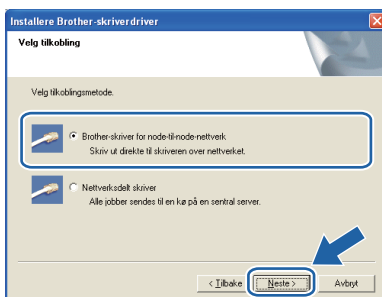 Installere Brother-skriverdriver
Velg tilkobling
Velg tilkoblingsmetode.
Brother-skriver for node-til-node-nettverk
Skriv ut direkte til skriveren over nettverket.
Nettverksdelt skriver
Alle jobber sendes til en kø på en sentral server.
< Tilbake Neste > Avbryt